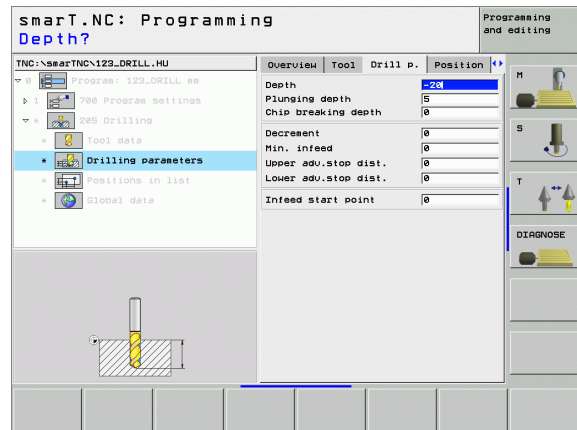 smarT.NC: Programming
Depth?
Programming
and editing
TNC:\smarTNC\123_DRILL.HU
0 Program: 123_DRILL mm
1 700 Program settings
* 205 Drilling
* Tool data
* Drilling parameters
* Positions in list
* Global data
Overview Tool Drill p. Position
Depth -20
Plunging depth 5
Chip breaking depth 0
Decrement 0
Min. infeed 0
Upper adv.stop dist. 0
Lower adv.stop dist. 0
Infeed start point 0
M
S
T
DIAGNOSE